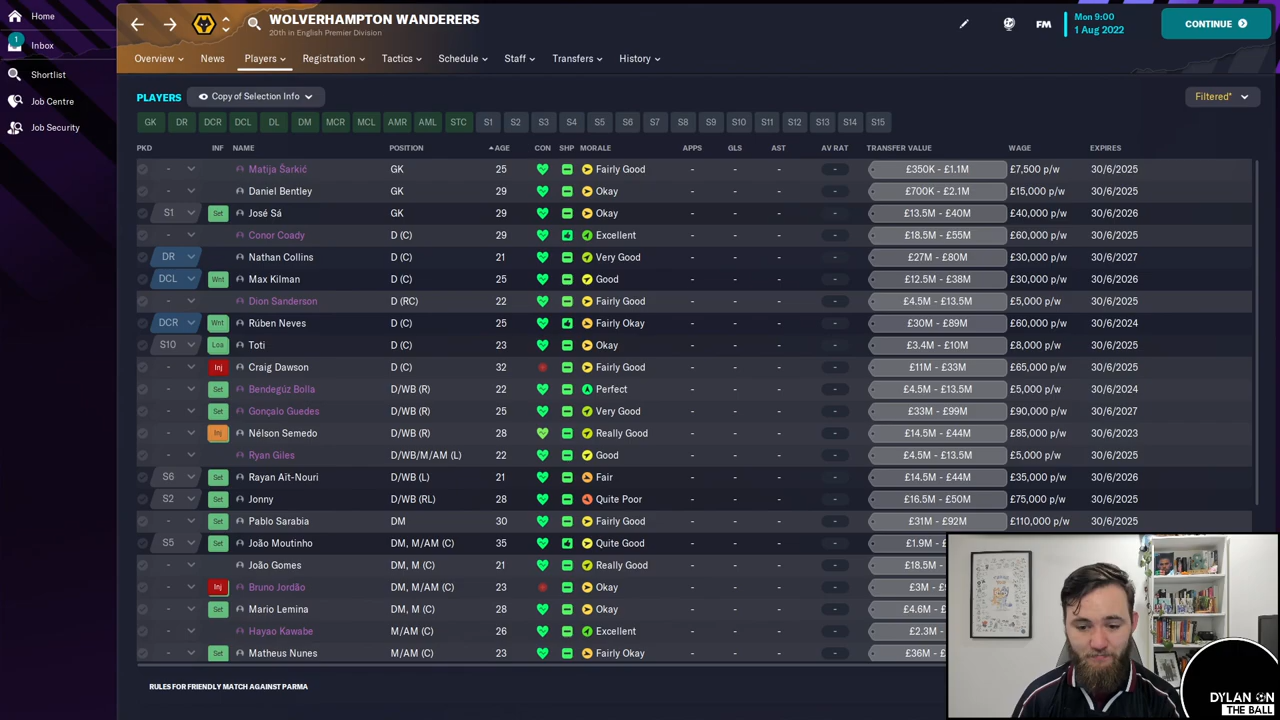 Home
1
Inbox
Shortlist
Job Centre
Job Security
WOLVERHAMPTON WANDERERS
20th in English Premier Division
FM
Mon 9:00
1 Aug 2022
CONTINUE
Overview News Players Registration Tactics Schedule Staff Transfers History
PLAYERS Copy of Selection Info Filtered*
GK DR DCR DCL DL DM MCR MCL AMR AML STC S1 S2 S3 S4 S5 S6 S7 S8 S9 S10 S11 S12 S13 S14 S15
PKD INF NAME POSITION AGE CON SHP MORALE APPS GLS AST AV RAT TRANSFER VALUE WAGE EXPIRES
- Matija Šarkić GK 25 Fairly Good - - - - £350K - £1.1M £7,500 p/w 30/6/2025
- Daniel Bentley GK 29 Okay - - - - £700K - £2.1M £15,000 p/w 30/6/2025
S1 Set José Sá GK 29 Okay - - - - £13.5M - £40M £40,000 p/w 30/6/2026
- Conor Coady D (C) 29 Excellent - - - - £18.5M - £55M £60,000 p/w 30/6/2025
DR Nathan Collins D (C) 21 Very Good - - - - £27M - £80M £30,000 p/w 30/6/2027
DCL Wnt Max Kilman D (C) 25 Good - - - - £12.5M - £38M £30,000 p/w 30/6/2026
- Dion Sanderson D (RC) 22 Fairly Good - - - - £4.5M - £13.5M £5,000 p/w 30/6/2025
DCR Wnt Rúben Neves D (C) 25 Fairly Okay - - - - £30M - £89M £60,000 p/w 30/6/2024
S10 Loa Toti D (C) 23 Okay - - - - £3.4M - £10M £8,000 p/w 30/6/2025
- Inj Craig Dawson D (C) 32 Fairly Good - - - - £11M - £33M £65,000 p/w 30/6/2025
- Set Bendegúz Bolla D/WB (R) 22 Perfect - - - - £4.5M - £13.5M £5,000 p/w 30/6/2024
- Set Gonçalo Guedes D/WB (R) 25 Very Good - - - - £33M - £99M £90,000 p/w 30/6/2027
- Inj Nélson Semedo D/WB (R) 28 Really Good - - - - £14.5M - £44M £85,000 p/w 30/6/2023
- Ryan Giles D/WB/M/AM (L) 22 Good - - - - £4.5M - £13.5M £5,000 p/w 30/6/2025
S6 Set Rayan Aït-Nouri D/WB (L) 21 Fair - - - - £14.5M - £44M £35,000 p/w 30/6/2026
S2 Set Jonny D/WB (RL) 28 Quite Poor - - - - £16.5M - £50M £75,000 p/w 30/6/2025
- Set Pablo Sarabia DM 30 Fairly Good - - - - £31M - £92M £110,000 p/w 30/6/2025
S5 Set João Moutinho DM, M/AM (C) 35 Quite Good - - - - £1.9M -
- João Gomes DM, M (C) 21 Really Good - - - - £18.5M -
- Inj Bruno Jordão DM, M/AM (C) 23 Okay - - - - £3M -
- Set Mario Lemina DM, M (C) 28 Okay - - - - £4.6M -
- Hayao Kawabe M/AM (C) 26 Excellent - - - - £2.3M -
- Set Matheus Nunes M/AM (C) 23 Fairly Okay - - - - £36M -
RULES FOR FRIENDLY MATCH AGAINST PARMA
DYLAN ON
THE BALL